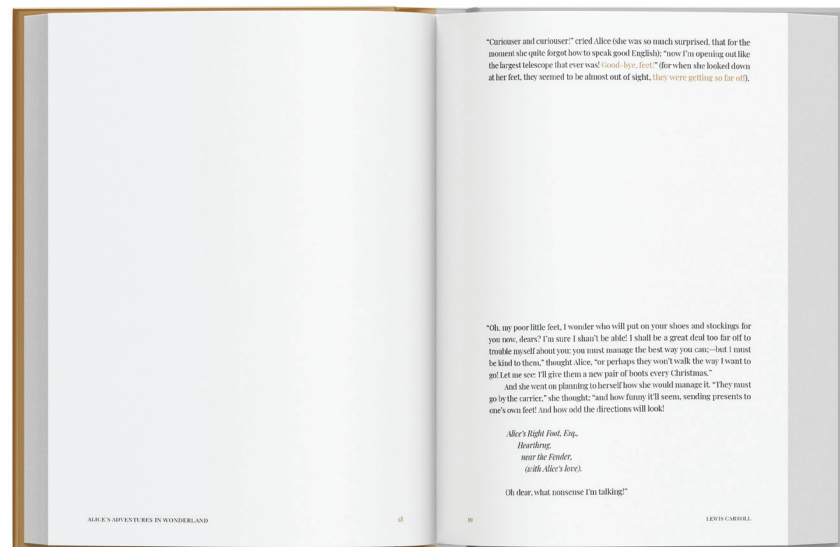 “Curiouser and curiouser!” cried Alice (she was so much surprised, that for the
moment she quite forgot how to speak good English); “now I’m opening out like
the largest telescope that ever was! Good-bye, feet!” (for when she looked down
at her feet, they seemed to be almost out of sight, they were getting so far off).
“Oh, my poor little feet, I wonder who will put on your shoes and stockings for
you now, dears? I’m sure I shan’t be able! I shall be a great deal too far off to
trouble myself about you: you must manage the best way you can;—but I must
be kind to them,” thought Alice, “or perhaps they won’t walk the way I want to
go! Let me see: I’ll give them a new pair of boots every Christmas.”
And she went on planning to herself how she would manage it. “They must
go by the carrier,” she thought; “and how funny it’ll seem, sending presents to
one’s own feet! And how odd the directions will look!
Alice’s Right Foot, Esq.,
Hearthrug,
near the Fender,
(with Alice’s love).
Oh dear, what nonsense I’m talking!”
ALICE’S ADVENTURES IN WONDERLAND
18
19
LEWIS CARROLL